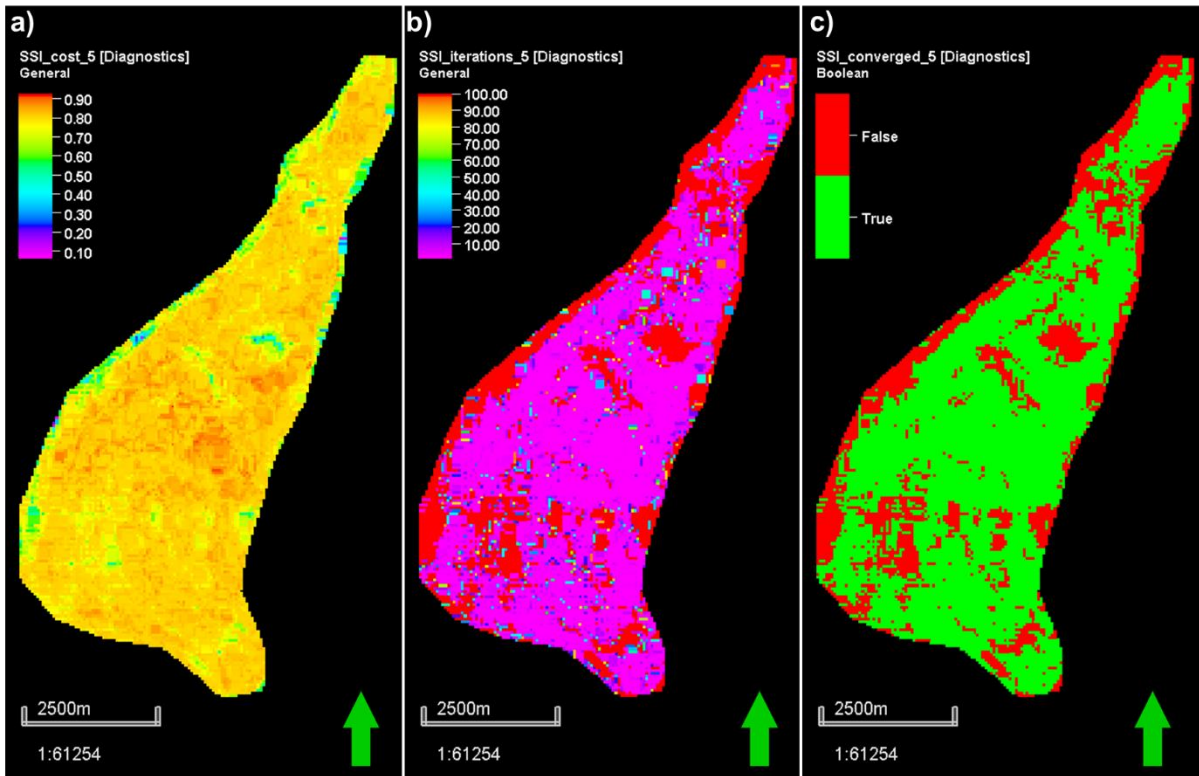 a)
SSI_cost_5 [Diagnostics]
General
0.90
0.80
0.70
0.60
0.50
0.40
0.30
0.20
0.10
2500m
1:61254
b)
SSI_iterations_5 [Diagnostics]
General
100.00
90.00
80.00
70.00
60.00
50.00
40.00
30.00
20.00
10.00
2500m
1:61254
c)
SSI_converged_5 [Diagnostics]
Boolean
False
True
2500m
1:61254